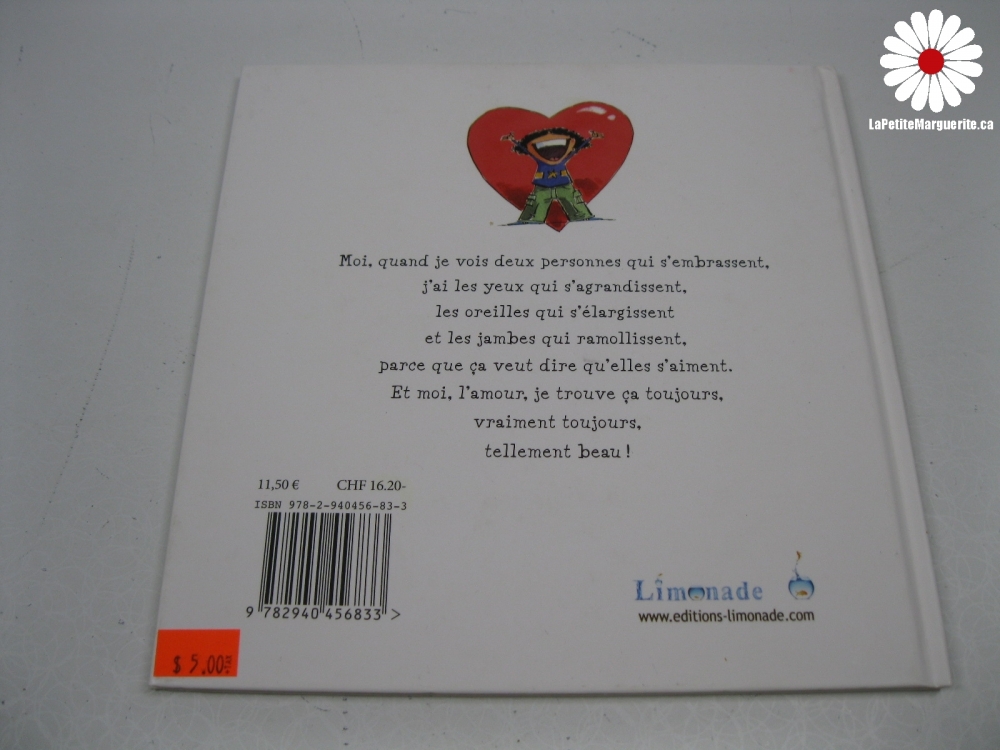 LaPetiteMarguerite.ca
Moi, quand je vois deux personnes qui s'embrassent,
j'ai les yeux qui s'agrandissent,
les oreilles qui s'élargissent
et les jambes qui ramollissent,
parce que ça veut dire qu'elles s'aiment.
Et moi, l'amour, je trouve ça toujours,
vraiment toujours,
tellement beau !
11,50 € CHF 16.20-
ISBN 978-2-940456-83-3
9 782940 456833 >
Limonade
www.editions-limonade.com
$ 5.00